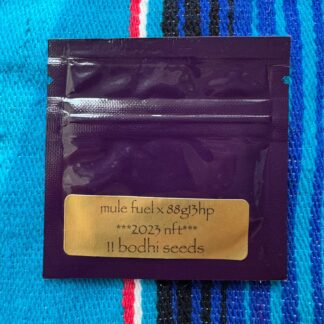 mule fuel x 88g13hp
***2023 nft***
11 bodhi seeds